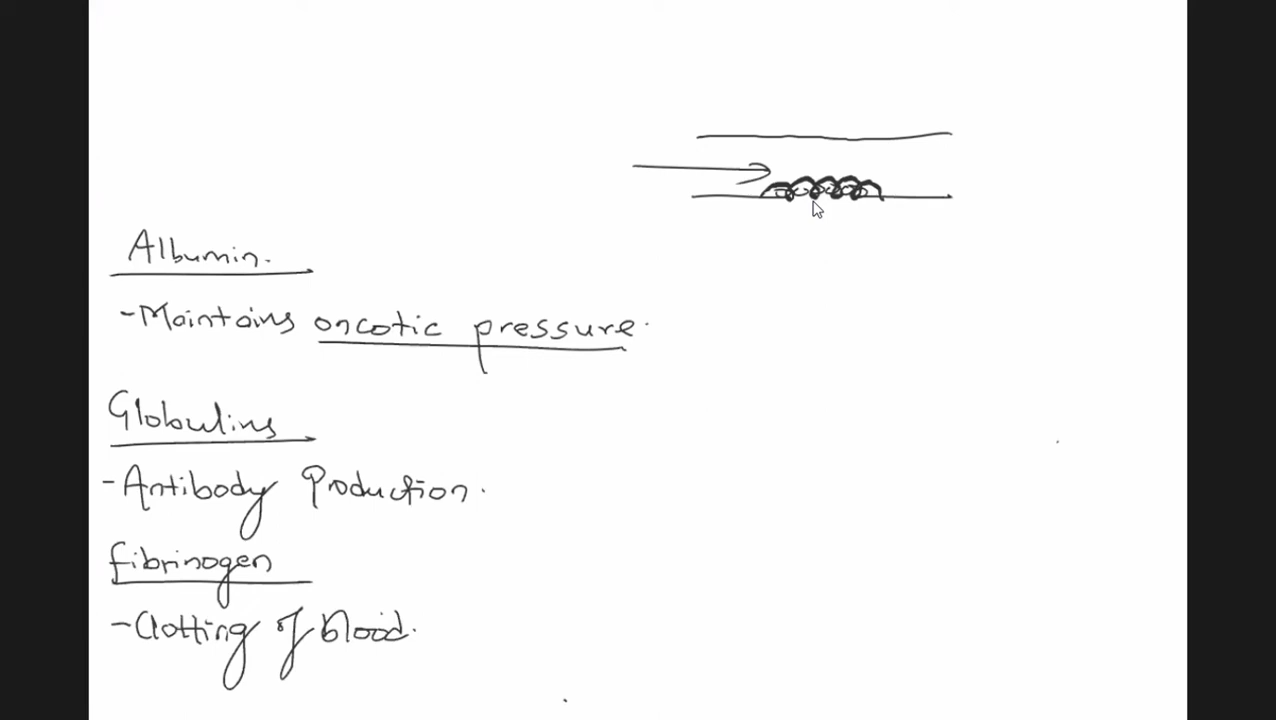 Albumin.
- Maintains oncotic pressure.
Globulins
- Antibody Production.
fibrinogen
- Clotting of blood.